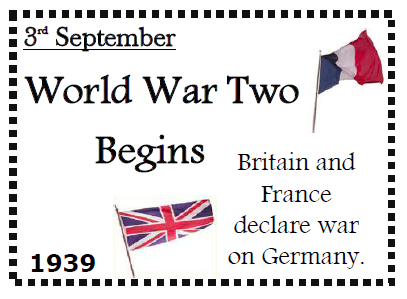 3rd September
World War Two
Begins
Britain and
France
declare war
on Germany.
1939